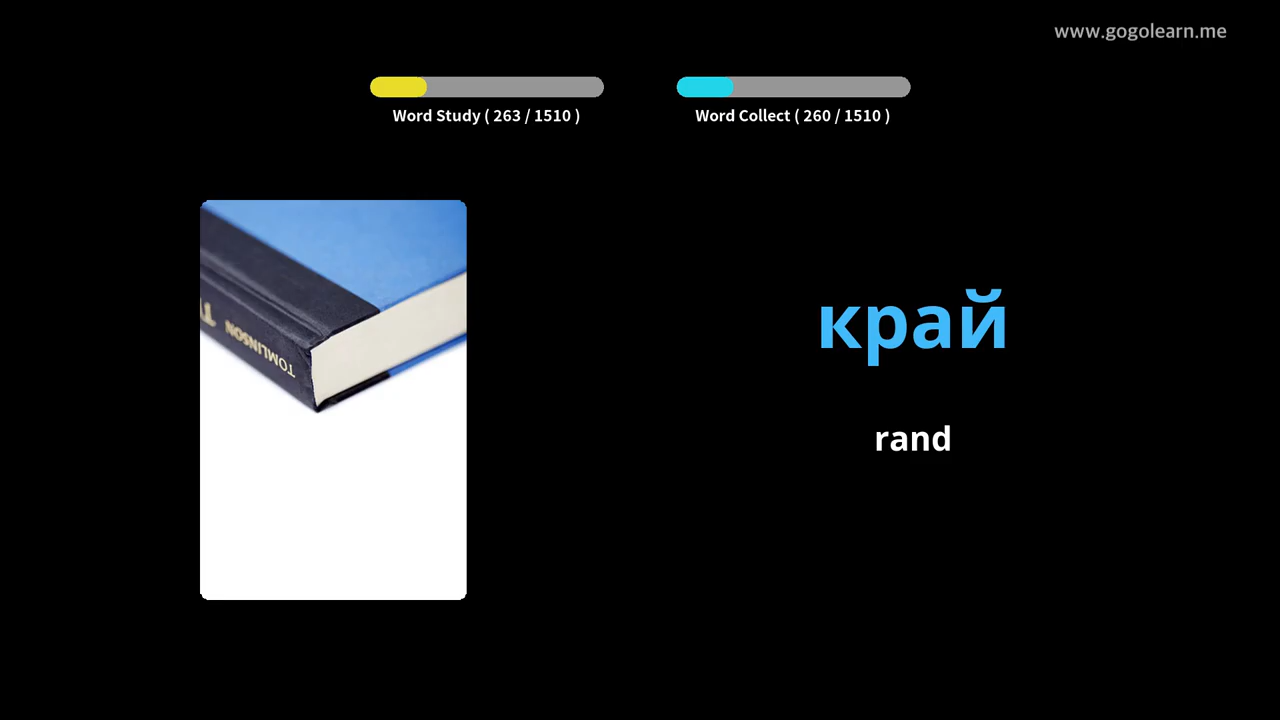 www.gogolearn.me
Word Study ( 263 / 1510 )
Word Collect ( 260 / 1510 )
край
rand
TOMLINSON